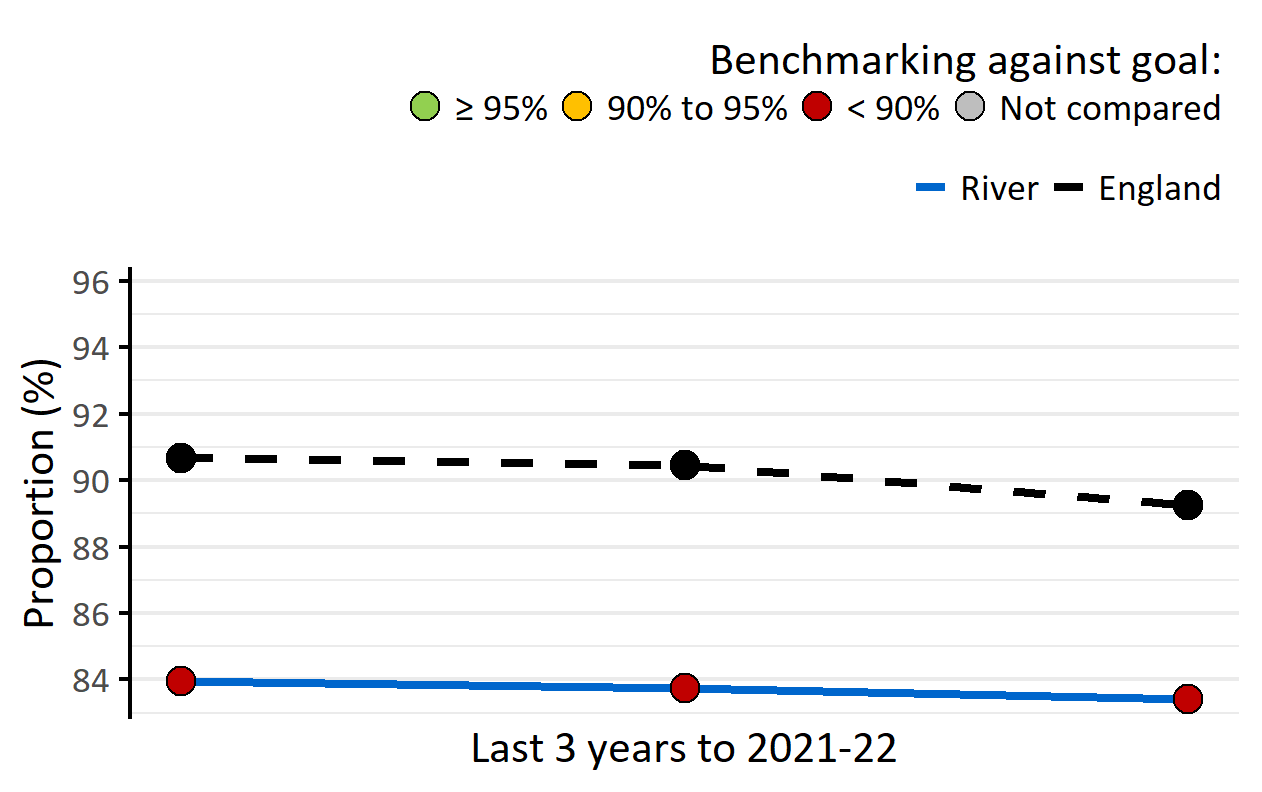 Benchmarking against goal:
≥ 95% 90% to 95% < 90% Not compared
River England
96
94
92
90
88
86
84
Proportion (%)
Last 3 years to 2021-22